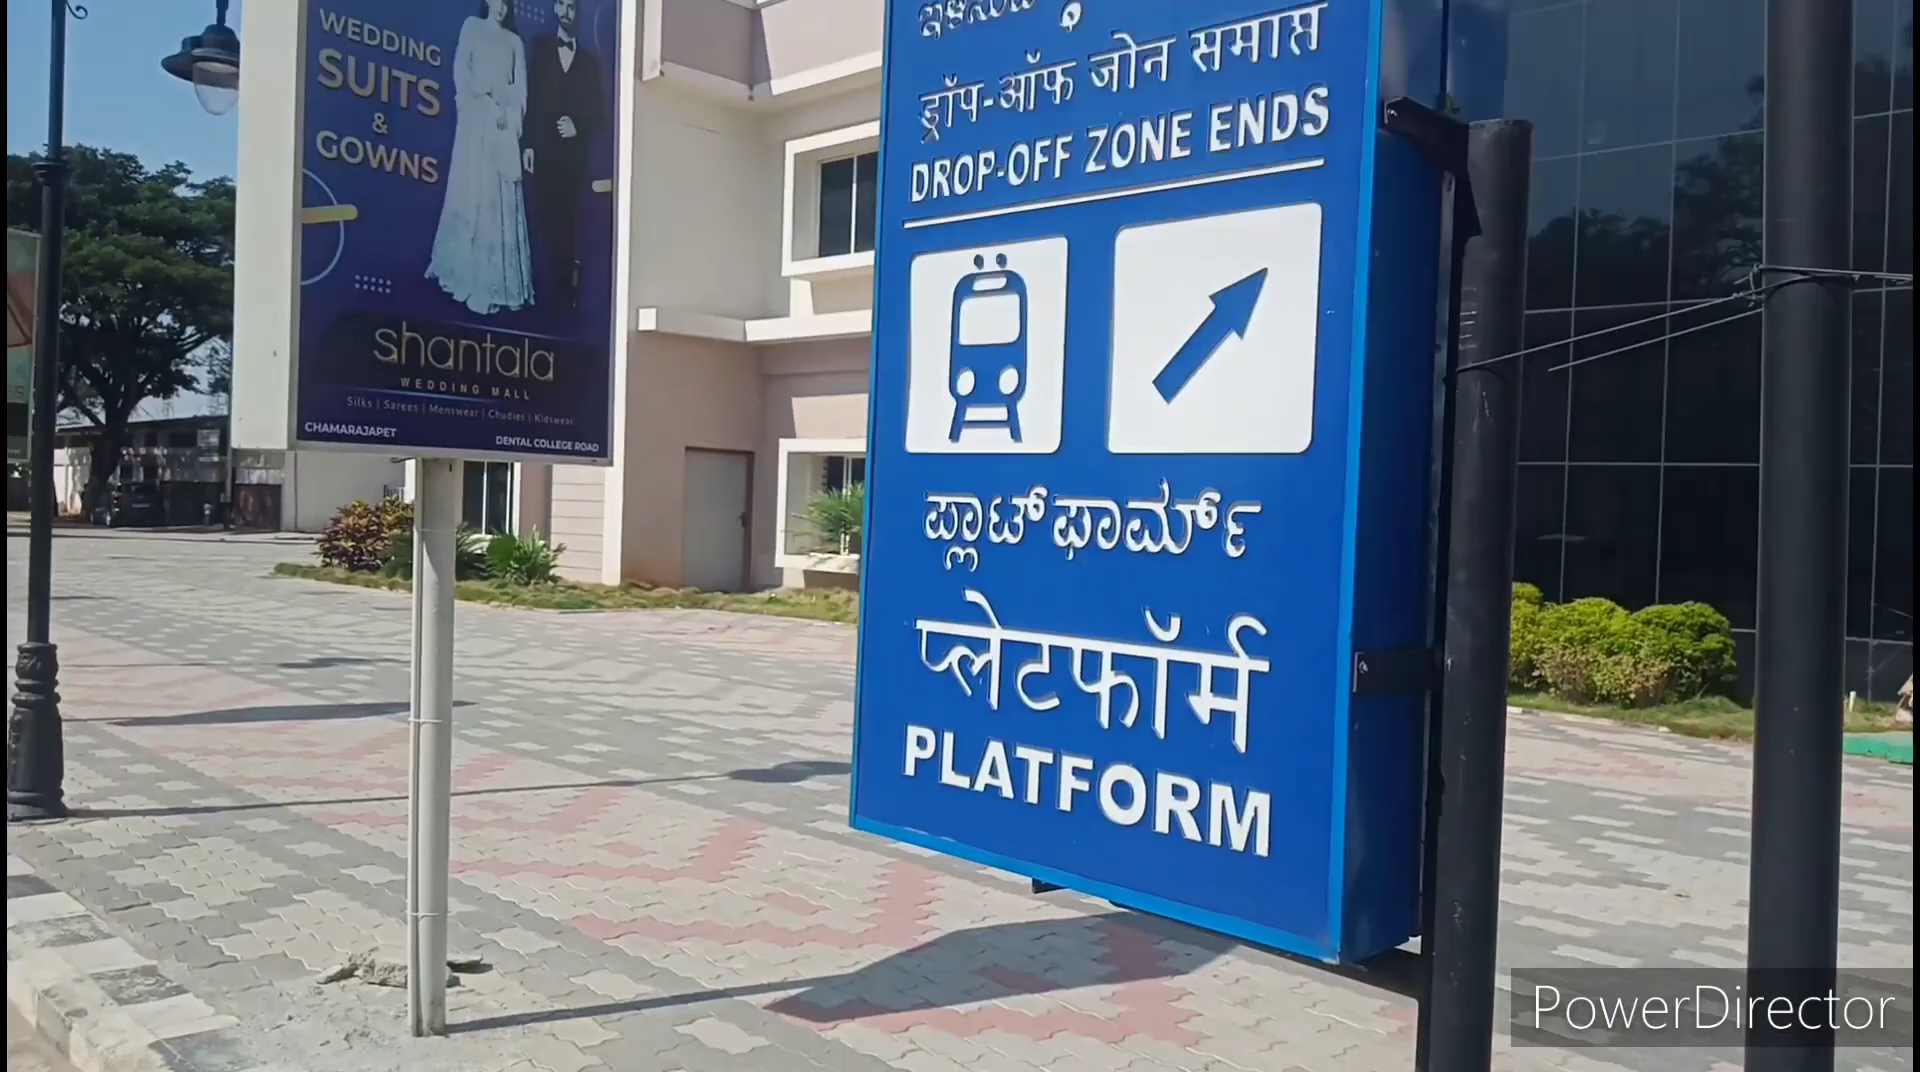 WEDDING
SUITS
&
GOWNS
shantala
WEDDING MALL
Silks | Sarees | Menswear | Chudies | Kidswear
CHAMARAJAPET
DENTAL COLLEGE ROAD
ड्रॉप-ऑफ जोन समाप्त
DROP-OFF ZONE ENDS
ಪ್ಲಾಟ್ ಫಾರ್ಮ್
प्लेटफॉर्म
PLATFORM
PowerDirector